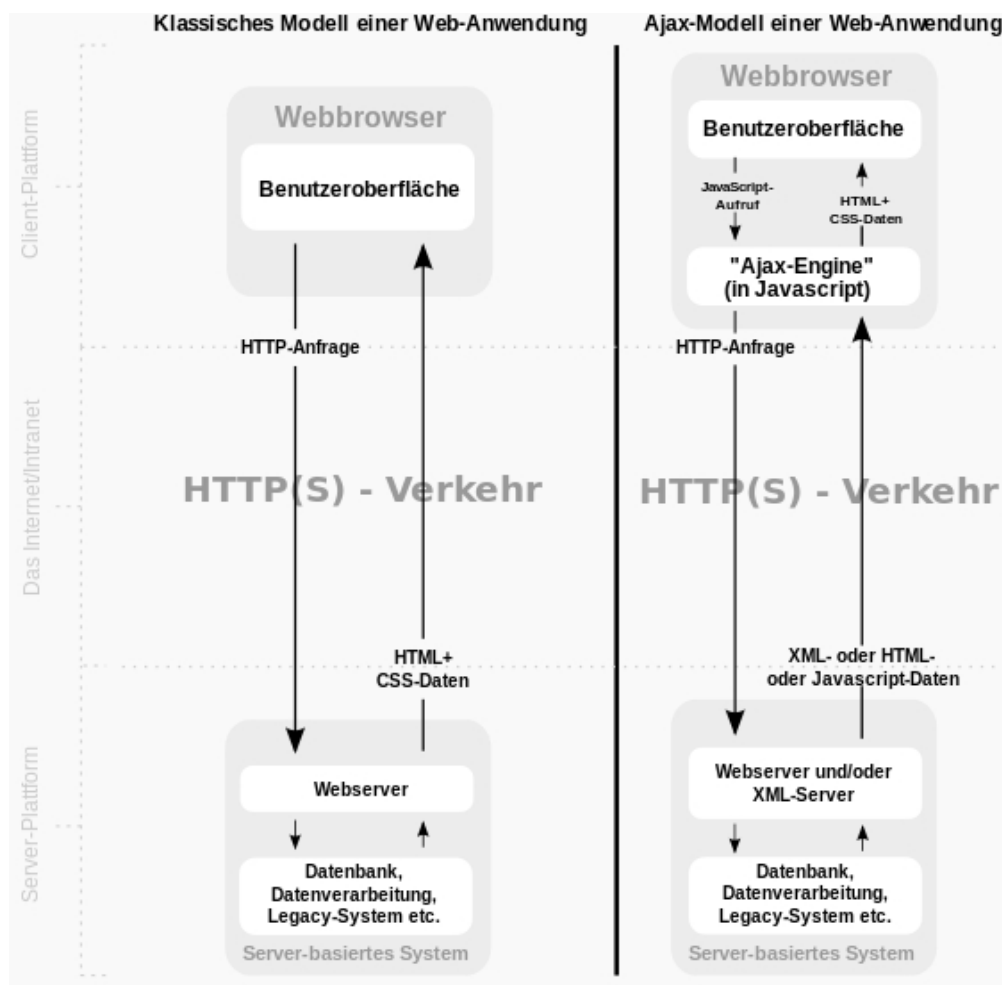 Klassisches Modell einer Web-Anwendung
Ajax-Modell einer Web-Anwendung
Client-Plattform
Das Internet/Intranet
Server-Plattform
Webbrowser
Benutzeroberfläche
HTTP-Anfrage
HTTP(S) - Verkehr
HTML+
CSS-Daten
Webserver
Datenbank,
Datenverarbeitung,
Legacy-System etc.
Server-basiertes System
Webbrowser
Benutzeroberfläche
JavaScript-
Aufruf
HTML+
CSS-Daten
"Ajax-Engine"
(in Javascript)
HTTP-Anfrage
HTTP(S) - Verkehr
XML- oder HTML-
oder Javascript-Daten
Webserver und/oder
XML-Server
Datenbank,
Datenverarbeitung,
Legacy-System etc.
Server-basiertes System